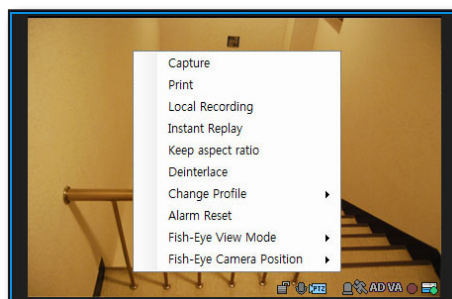 Capture
Print
Local Recording
Instant Replay
Keep aspect ratio
Deinterlace
Change Profile
Alarm Reset
Fish-Eye View Mode
Fish-Eye Camera Position
PTZ AD VA